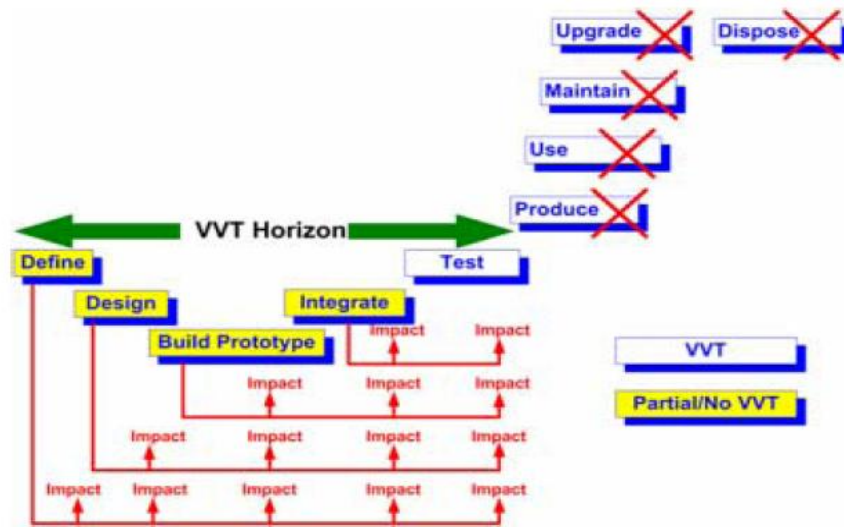 Upgrade Dispose
Maintain
Use
Produce
VVT Horizon
Define
Test
Design
Integrate
Build Prototype
Impact Impact
VVT
Impact Impact Impact
Partial/No VVT
Impact Impact Impact Impact
Impact Impact Impact Impact Impact